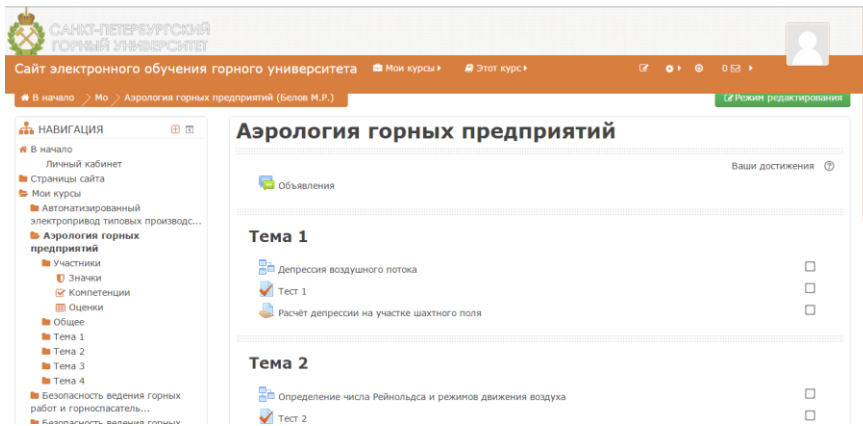 САНКТ-ПЕТЕРБУРГСКИЙ
ГОРНЫЙ УНИВЕРСИТЕТ
Сайт электронного обучения горного университета
Мои курсы
Этот курс
0
В начало
Мо
Аэрология горных предприятий (Белов М.Р.)
Режим редактирования
НАВИГАЦИЯ
В начало
Личный кабинет
Страницы сайта
Мои курсы
Автоматизированный
электропривод типовых производс...
Аэрология горных
предприятий
Участники
Значки
Компетенции
Оценки
Общее
Тема 1
Тема 2
Тема 3
Тема 4
Безопасность ведения горных
работ и горноспасатель...
Безопасность ведения горных
Аэрология горных предприятий
Ваши достижения
Объявления
Тема 1
Депрессия воздушного потока
Тест 1
Расчёт депрессии на участке шахтного поля
Тема 2
Определение числа Рейнольдса и режимов движения воздуха
Тест 2